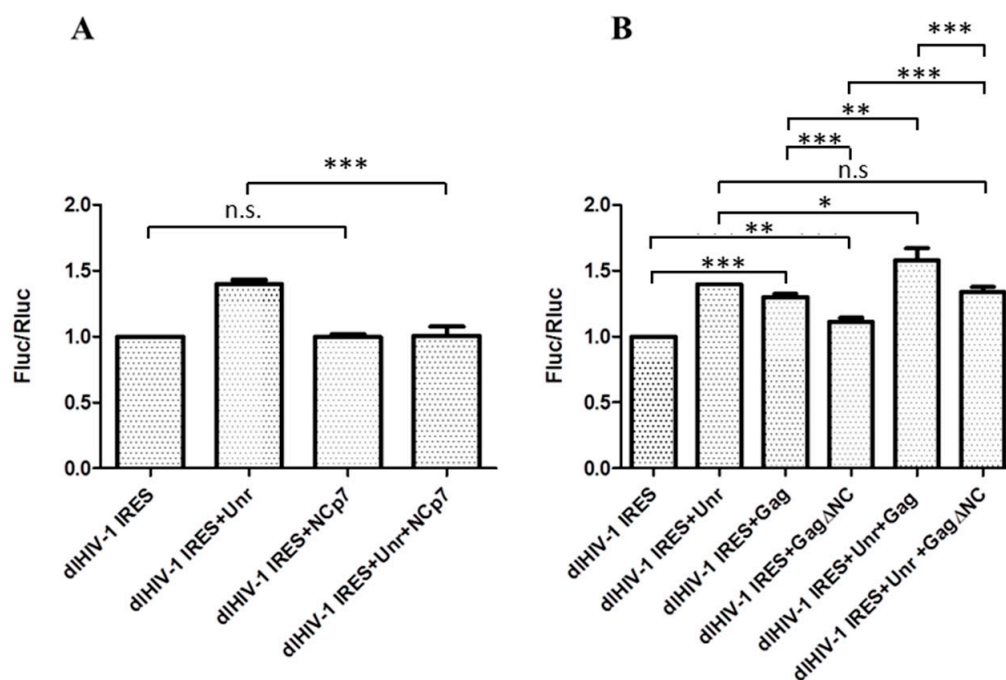 A
***
n.s.
2.0
1.5
1.0
0.5
0.0
Fluc/Rluc
dlHIV-1 IRES
dlHIV-1 IRES+Unr
dlHIV-1 IRES+NCp7
dlHIV-1 IRES+Unr+NCp7
B
***
***
**
***
n.s
*
**
***
2.0
1.5
1.0
0.5
0.0
Fluc/Rluc
dlHIV-1 IRES
dlHIV-1 IRES+Unr
dlHIV-1 IRES+Gag
dlHIV-1 IRES+GagΔNC
dlHIV-1 IRES+Unr+Gag
dlHIV-1 IRES+Unr +GagΔNC